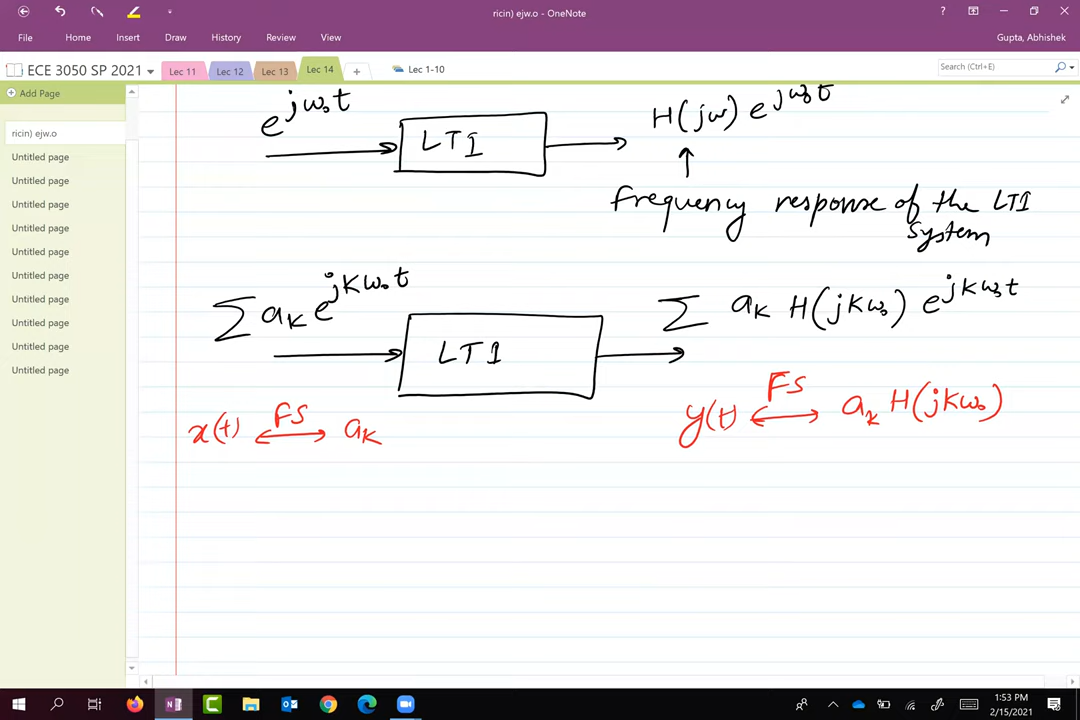 ricin) ejw.o - OneNote
Gupta, Abhishek
File Home Insert Draw History Review View
ECE 3050 SP 2021 Lec 11 Lec 12 Lec 13 Lec 14 Lec 1-10 Search (Ctrl+E)
Add Page
ricin) ejw.o
Untitled page
Untitled page
Untitled page
Untitled page
Untitled page
Untitled page
Untitled page
Untitled page
Untitled page
Untitled page
e^{jω₀t} → LTI → H(jω) e^{jω₀t}
↑
frequency response of the LTI
system
∑ a_k e^{jkω₀t} → LTI → ∑ a_k H(jkω₀) e^{jkω₀t}
x(t) ←FS→ a_k
y(t) ←FS→ a_k H(jkω₀)
1:53 PM
2/15/2021